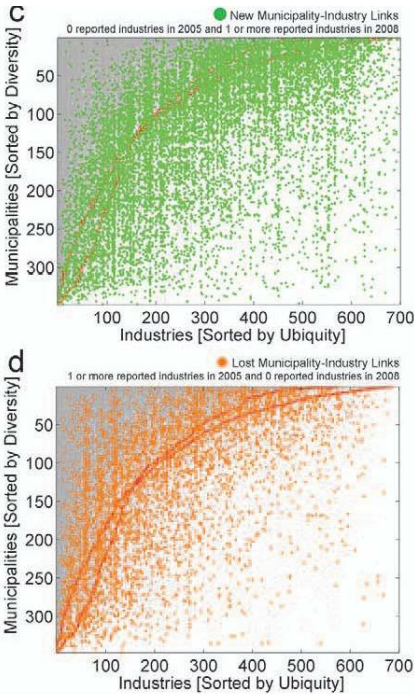 c
New Municipality-Industry Links
0 reported industries in 2005 and 1 or more reported industries in 2008
Municipalities [Sorted by Diversity]
50
100
150
200
250
300
100 200 300 400 500 600 700
Industries [Sorted by Ubiquity]
d
Lost Municipality-Industry Links
1 or more reported industries in 2005 and 0 reported industries in 2008
Municipalities [Sorted by Diversity]
50
100
150
200
250
300
100 200 300 400 500 600 700
Industries [Sorted by Ubiquity]